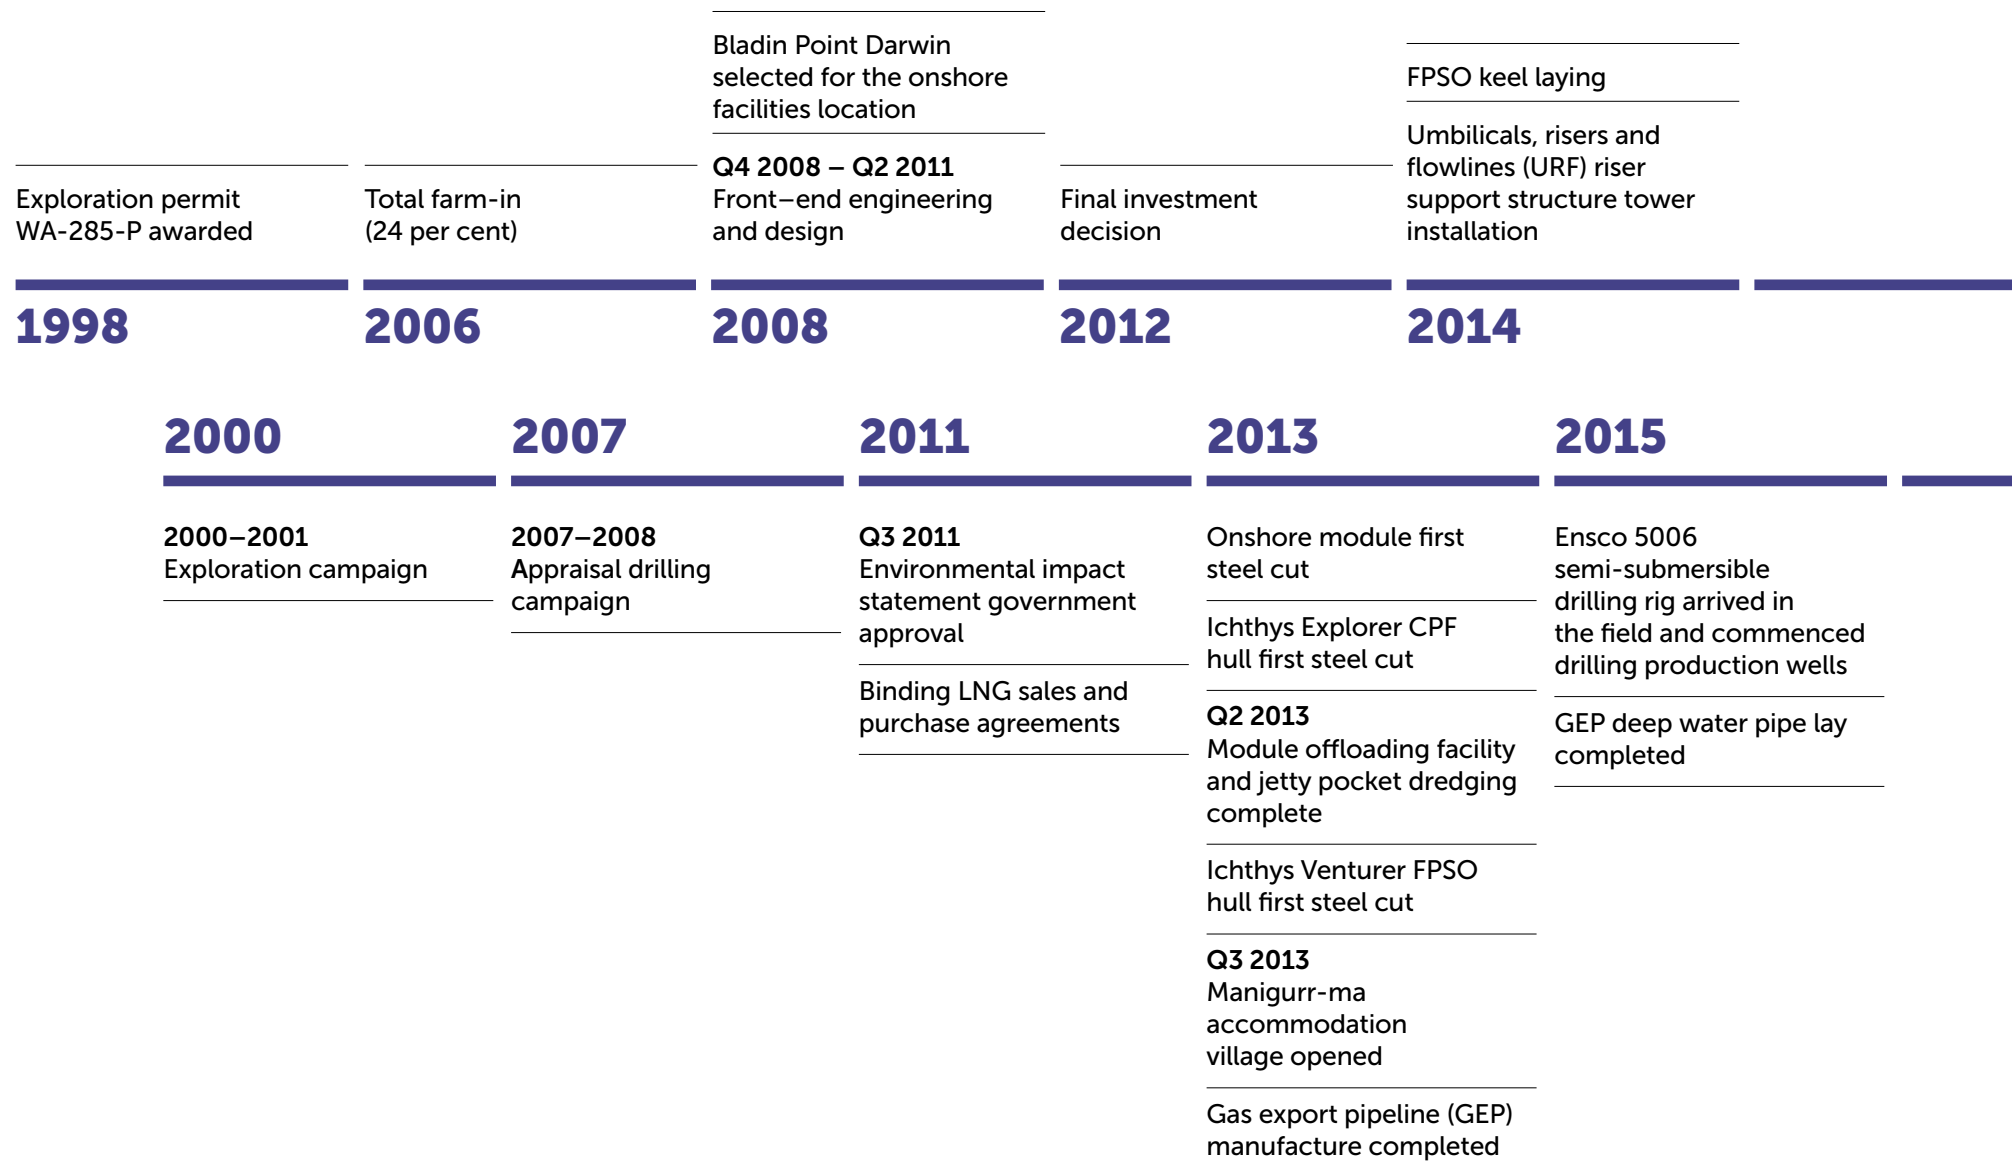 Exploration permit
WA-285-P awarded
1998
2000
2000–2001
Exploration campaign
Total farm-in
(24 per cent)
2006
2007
2007–2008
Appraisal drilling
campaign
Bladin Point Darwin
selected for the onshore
facilities location
Q4 2008 – Q2 2011
Front–end engineering
and design
2008
2011
Q3 2011
Environmental impact
statement government
approval
Binding LNG sales and
purchase agreements
Final investment
decision
2012
2013
Onshore module first
steel cut
Ichthys Explorer CPF
hull first steel cut
Q2 2013
Module offloading facility
and jetty pocket dredging
complete
Ichthys Venturer FPSO
hull first steel cut
Q3 2013
Manigurr-ma
accommodation
village opened
Gas export pipeline (GEP)
manufacture completed
FPSO keel laying
Umbilicals, risers and
flowlines (URF) riser
support structure tower
installation
2014
2015
Ensco 5006
semi-submersible
drilling rig arrived in
the field and commenced
drilling production wells
GEP deep water pipe lay
completed